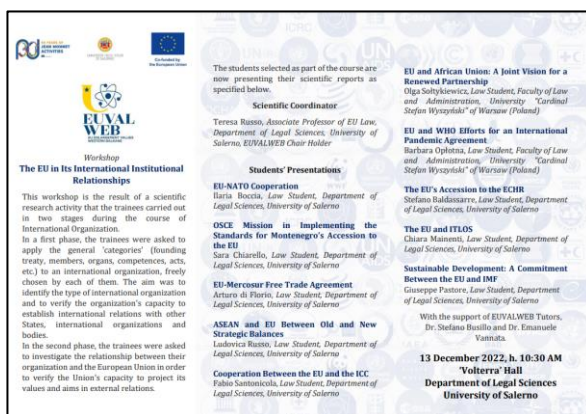 Co-funded by
the European Union
EUVAL
WEB
Workshop
The EU in Its International Institutional
Relationships
This workshop is the result of a scientific
research activity that the trainees carried out
in two stages during the course of
International Organization.
In a first phase, the trainees were asked to
apply the general 'categories' (founding
treaty, members, organs, competences, acts,
etc.) to an international organization, freely
chosen by each of them. The aim was to
identify the type of international organization
and to verify the organization's capacity to
establish international relations with other
States, international organizations and
bodies.
In the second phase, the trainees were asked
to investigate the relationship between their
organization and the European Union in order
to verify the Union's capacity to project its
values and aims in external relations.
The students selected as part of the course are
now presenting their scientific reports as
specified below.
Scientific Coordinator
Teresa Russo, Associate Professor of EU Law,
Department of Legal Sciences, University of
Salerno, EUVALWEB Chair Holder
Students' Presentations
EU-NATO Cooperation
Ilaria Boccia, Law Student, Department of
Legal Sciences, University of Salerno
OSCE Mission in Implementing the
Standards for Montenegro's Accession to
the EU
Sara Chiarello, Law Student, Department of
Legal Sciences, University of Salerno
EU-Mercosur Free Trade Agreement
Arturo di Florio, Law Student, Department of
Legal Sciences, University of Salerno
ASEAN and EU Between Old and New
Strategic Balances
Ludovica Russo, Law Student, Department of
Legal Sciences, University of Salerno
Cooperation Between the EU and the ICC
Fabio Santonicola, Law Student, Department of
Legal Sciences, University of Salerno
EU and African Union: A Joint Vision for a
Renewed Partnership
Olga Sołtykiewicz, Law Student, Faculty of Law
and Administration, University "Cardinal
Stefan Wyszyński" of Warsaw (Poland)
EU and WHO Efforts for an International
Pandemic Agreement
Barbara Opłotna, Law Student, Faculty of Law
and Administration, University "Cardinal
Stefan Wyszyński" of Warsow (Poland)
The EU's Accession to the ECHR
Stefano Baldassarre, Law Student, Department
of Legal Sciences, University of Salerno
The EU and ITLOS
Chiara Mainenti, Law Student, Department of
Legal Sciences, University of Salerno
Sustainable Development: A Commitment
Between the EU and IMF
Giuseppe Pastore, Law Student, Department of
Legal Sciences, University of Salerno
With the support of EUVALWEB Tutors,
Dr. Stefano Busillo and Dr. Emanuele
Vannata.
13 December 2022, h. 10:30 AM
'Volterra' Hall
Department of Legal Sciences
University of Salerno